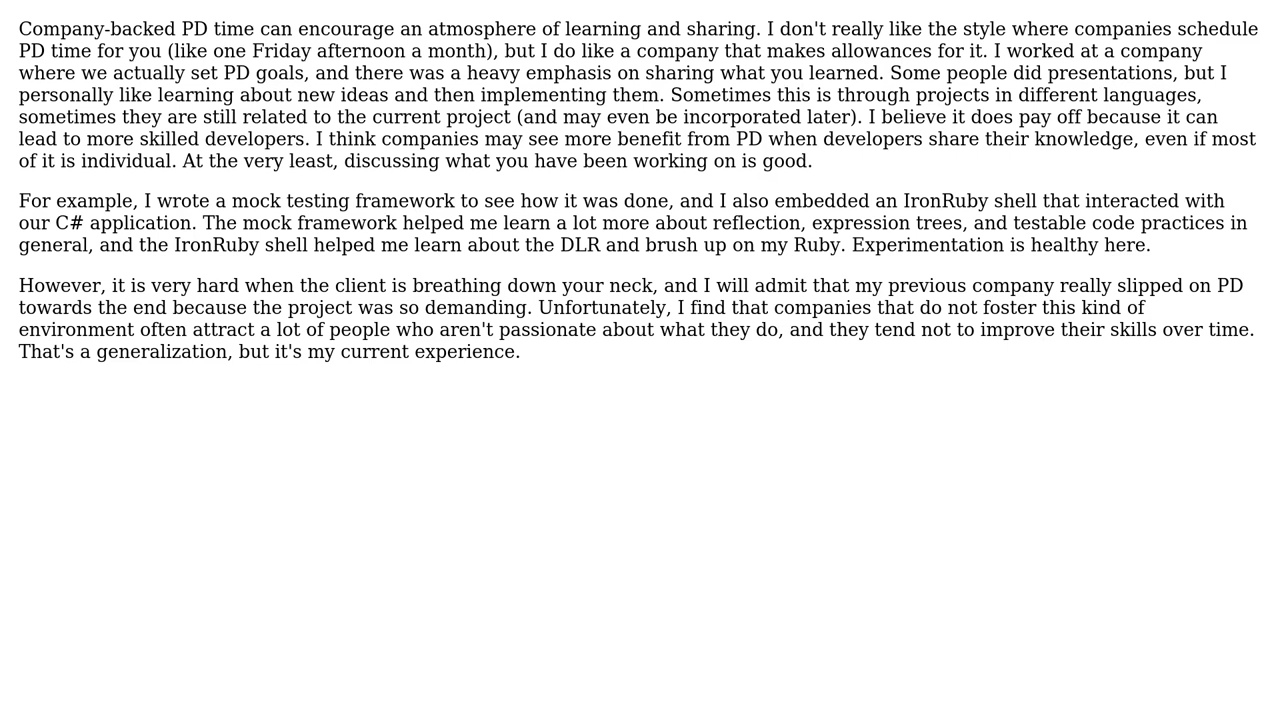 Company-backed PD time can encourage an atmosphere of learning and sharing. I don't really like the style where companies schedule
PD time for you (like one Friday afternoon a month), but I do like a company that makes allowances for it. I worked at a company
where we actually set PD goals, and there was a heavy emphasis on sharing what you learned. Some people did presentations, but I
personally like learning about new ideas and then implementing them. Sometimes this is through projects in different languages,
sometimes they are still related to the current project (and may even be incorporated later). I believe it does pay off because it can
lead to more skilled developers. I think companies may see more benefit from PD when developers share their knowledge, even if most
of it is individual. At the very least, discussing what you have been working on is good.
For example, I wrote a mock testing framework to see how it was done, and I also embedded an IronRuby shell that interacted with
our C# application. The mock framework helped me learn a lot more about reflection, expression trees, and testable code practices in
general, and the IronRuby shell helped me learn about the DLR and brush up on my Ruby. Experimentation is healthy here.
However, it is very hard when the client is breathing down your neck, and I will admit that my previous company really slipped on PD
towards the end because the project was so demanding. Unfortunately, I find that companies that do not foster this kind of
environment often attract a lot of people who aren't passionate about what they do, and they tend not to improve their skills over time.
That's a generalization, but it's my current experience.